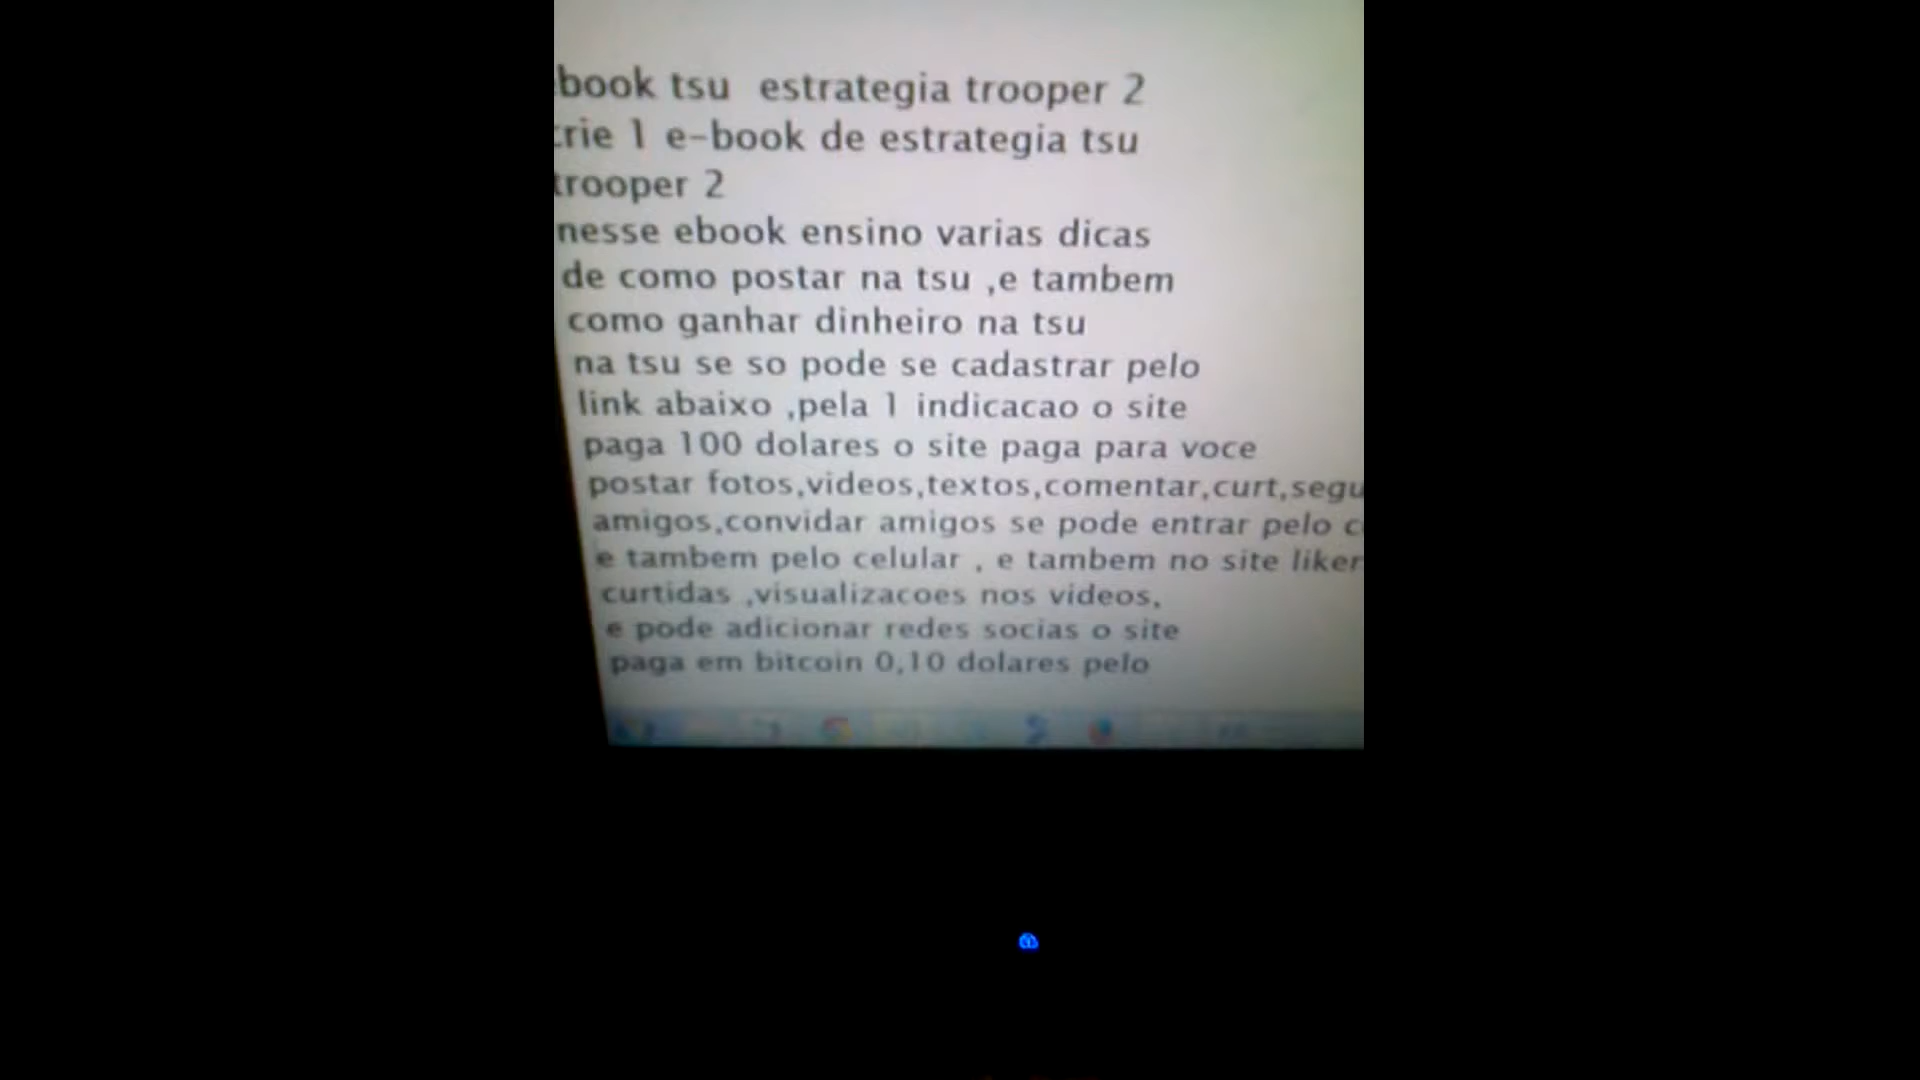 book tsu estrategia trooper 2
rie 1 e-book de estrategia tsu
trooper 2
nesse ebook ensino varias dicas
de como postar na tsu ,e tambem
como ganhar dinheiro na tsu
na tsu se so pode se cadastrar pelo
link abaixo ,pela 1 indicacao o site
paga 100 dolares o site paga para voce
postar fotos,videos,textos,comentar,curt,segu
amigos,convidar amigos se pode entrar pelo c
e tambem pelo celular , e tambem no site liker
curtidas ,visualizacoes nos videos,
e pode adicionar redes socias o site
paga em bitcoin 0,10 dolares pelo